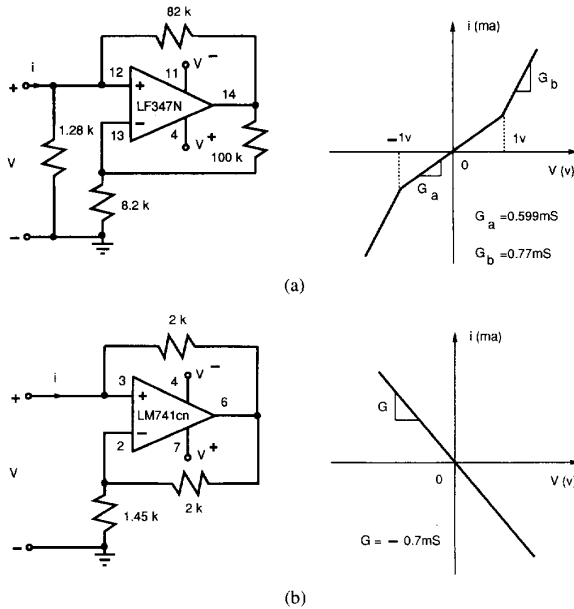 82 k
i (ma)
i
12
11
V −
+
14
G b
+
LF347N
1.28 k
13
−
4
V +
− 1v
1v
V
100 k
0
V (v)
G a
8.2 k
G a =0.599mS
−
G b =0.77mS
(a)
2 k
i (ma)
i
3
4
V −
+
6
G
+
LM741cn
−
2
7
V +
0
V (v)
V
2 k
1.45 k
G = − 0.7mS
−
(b)